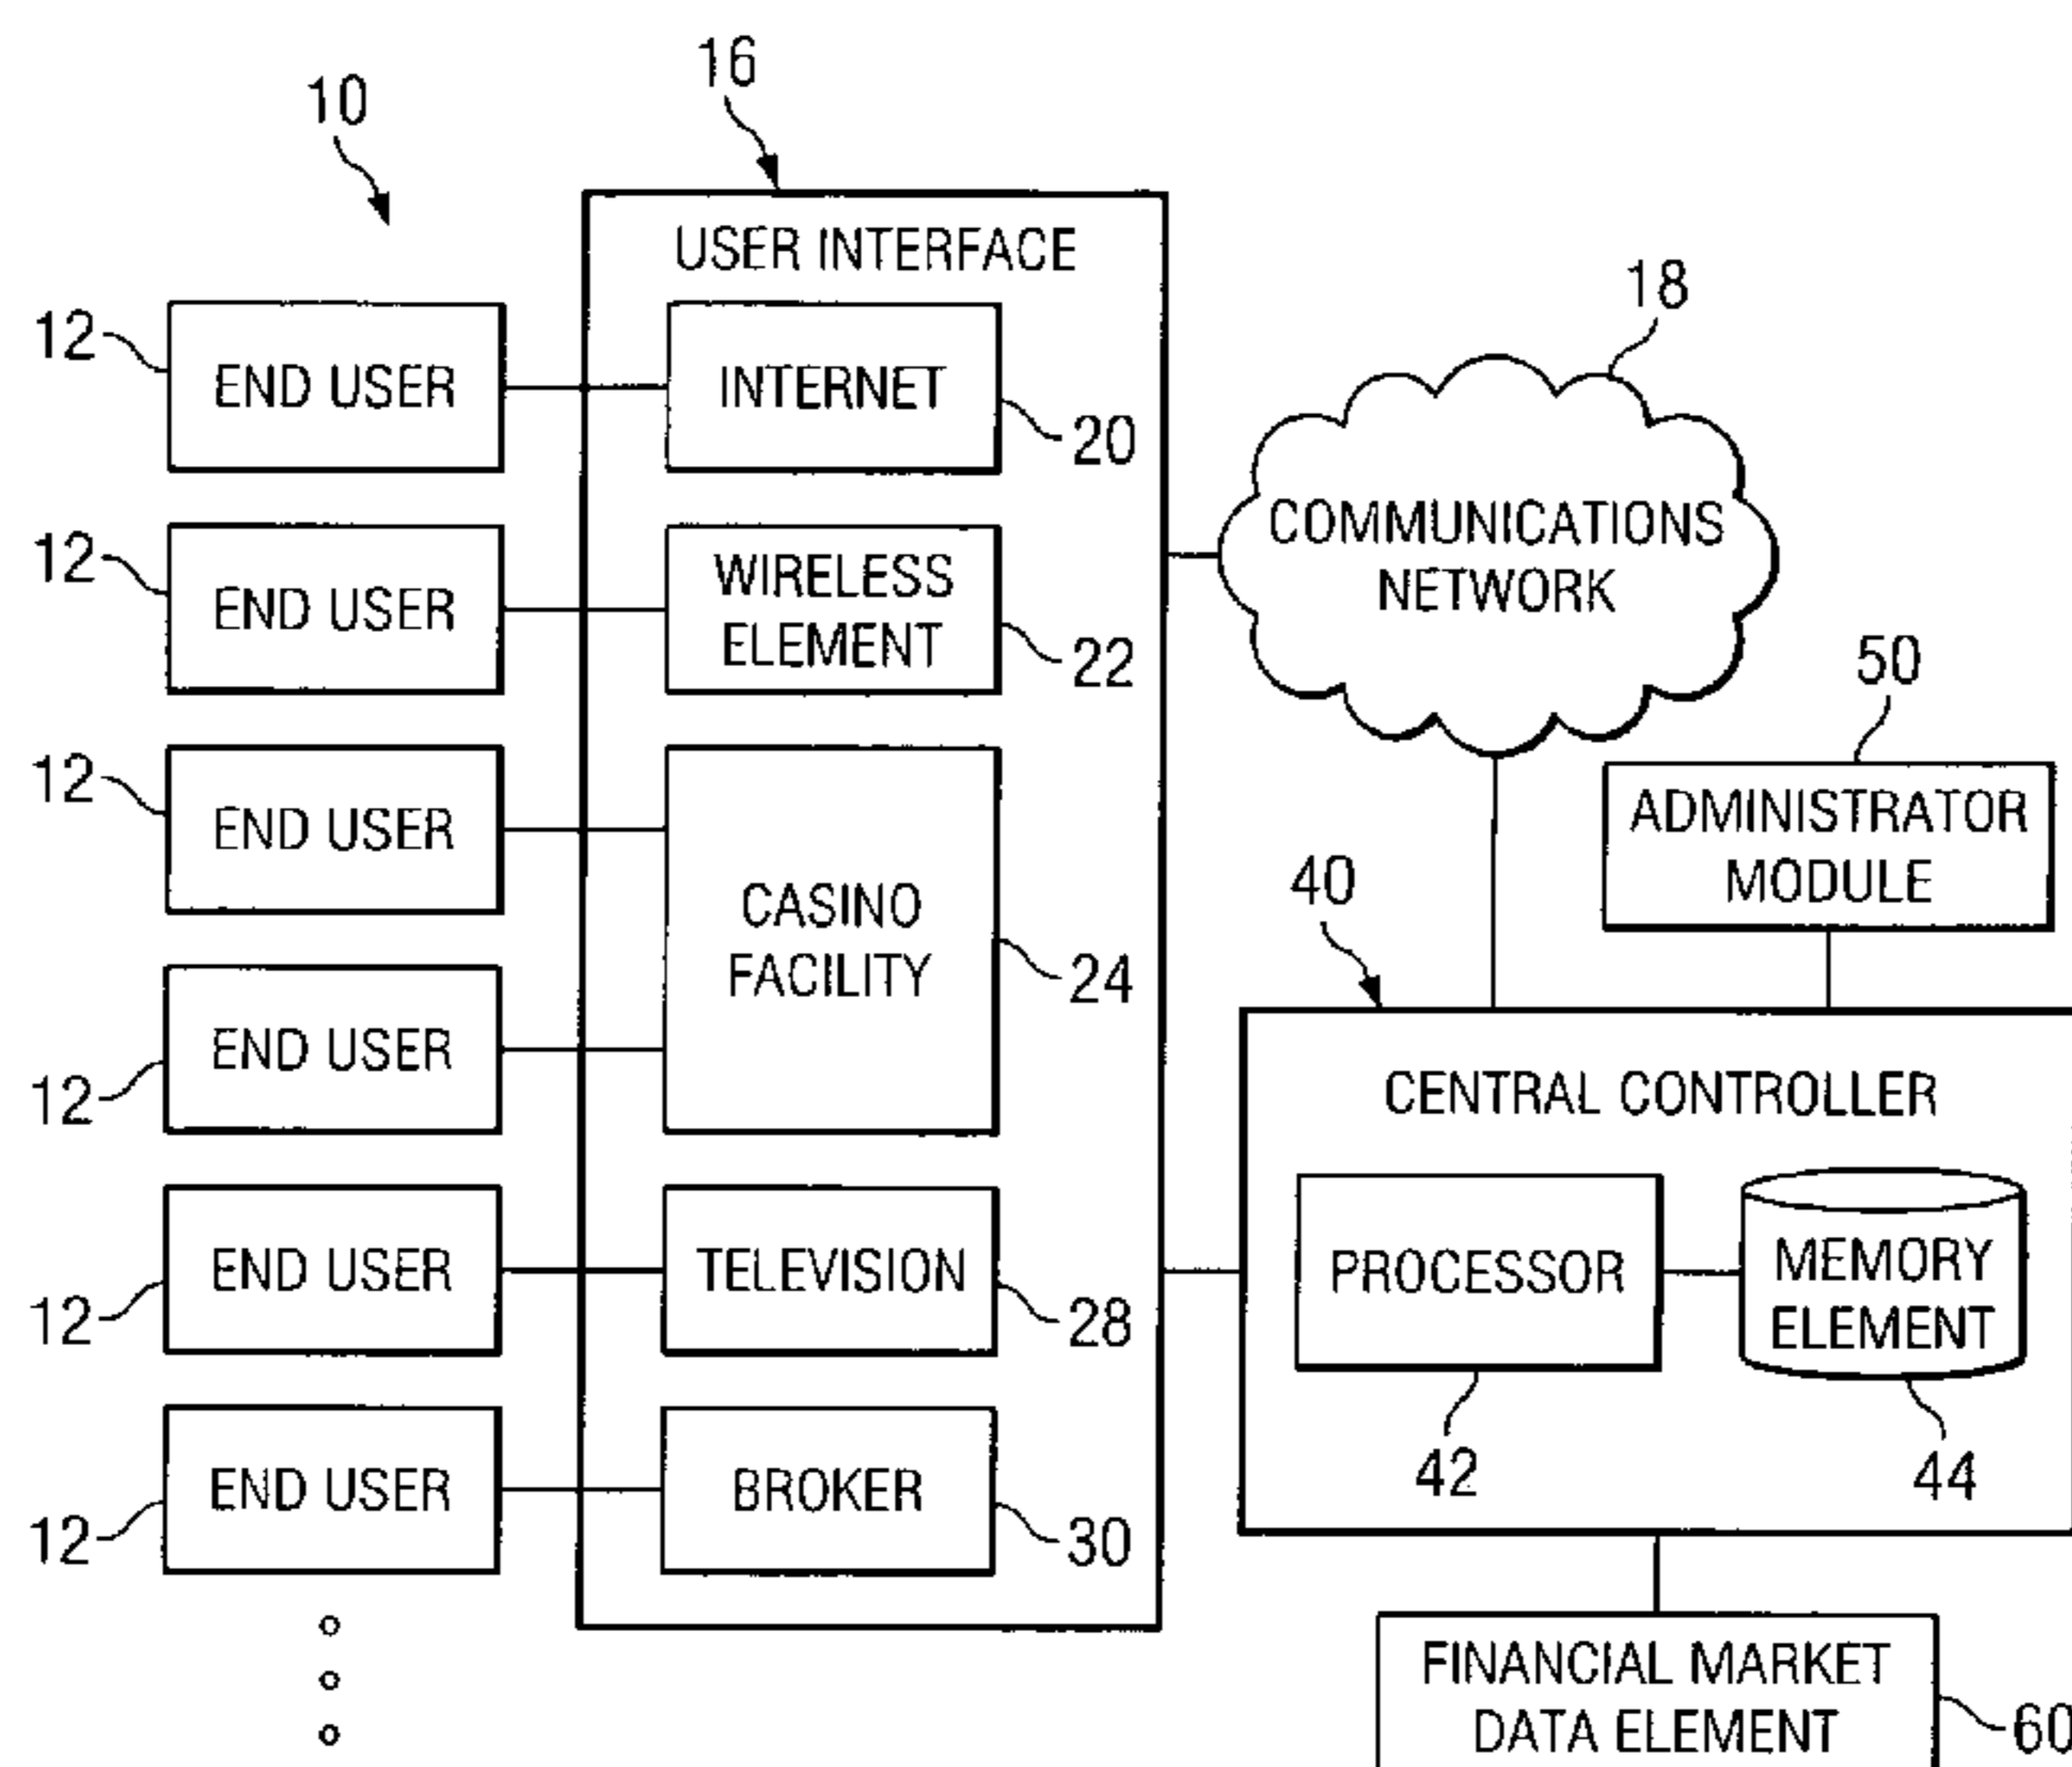 16
10
USER INTERFACE
18
12
END USER
INTERNET
20
12
END USER
WIRELESS
ELEMENT
22
COMMUNICATIONS
NETWORK
50
ADMINISTRATOR
MODULE
12
END USER
CASINO
FACILITY
24
12
END USER
40
CENTRAL CONTROLLER
PROCESSOR
42
MEMORY
ELEMENT
44
12
END USER
TELEVISION
28
12
END USER
BROKER
30
FINANCIAL MARKET
DATA ELEMENT
60